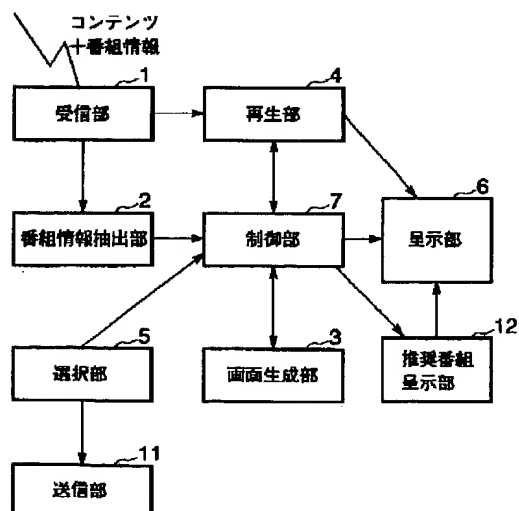 コンテンツ
+番組情報
1
受信部
4
再生部
2
番組情報抽出部
7
制御部
6
呈示部
5
選択部
3
画面生成部
12
推奨番組
呈示部
11
送信部